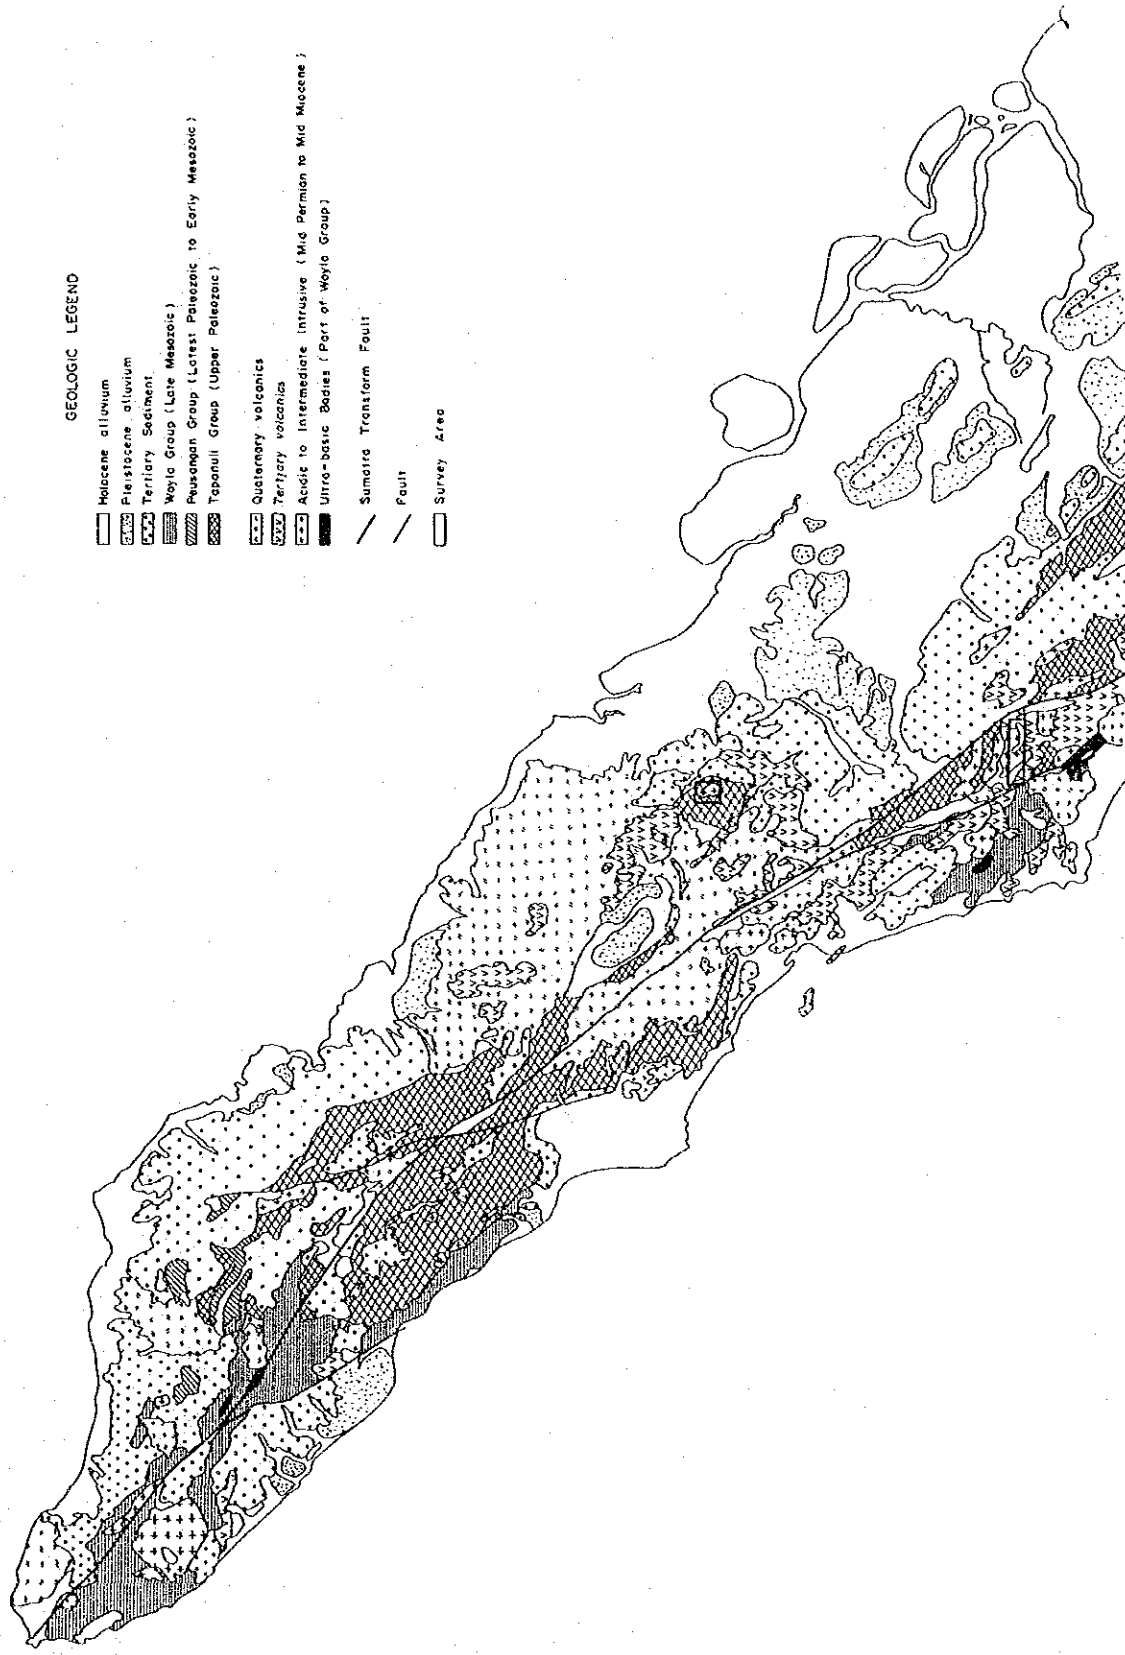 GEOLOGIC LEGEND
Holocene alluvium
Pleistocene alluvium
Tertiary Sediment
Woyla Group (Late Mesozoic)
Peusangan Group (Latest Paleozoic to Early Mesozoic)
Tapanuli Group (Upper Paleozoic)
Quaternary volcanics
Tertiary volcanics
Acidic to Intermediate Intrusive (Mid Permian to Mid Miocene)
Ultra-basic Bodies (Part of Woyla Group)
Sumatra Transform Fault
Fault
Survey Area